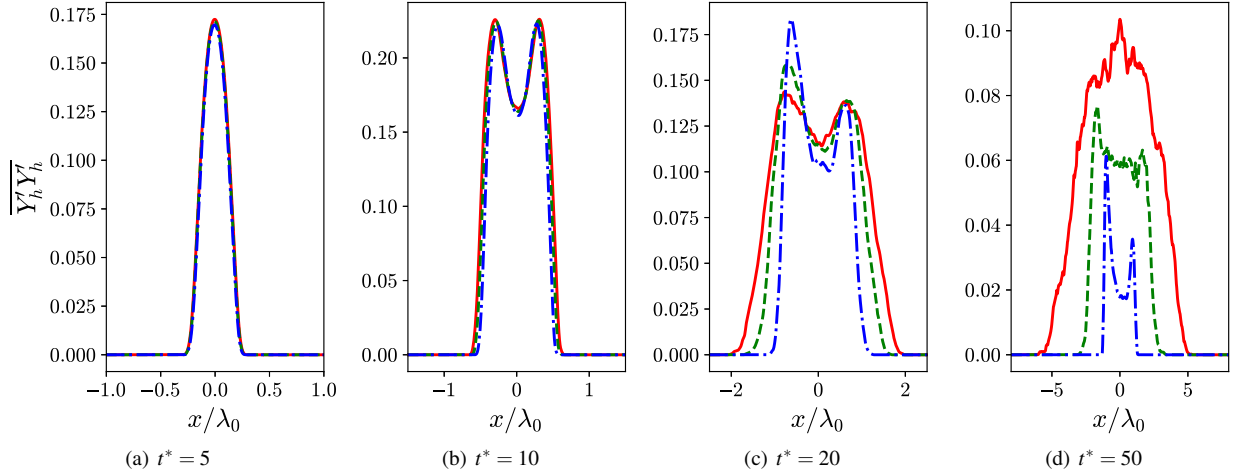 $\overline{Y_h' Y_h'}$
0.175
0.150
0.125
0.100
0.075
0.050
0.025
0.000
−1.0 −0.5 0.0 0.5 1.0
x/λ₀
(a) t* = 5
0.20
0.15
0.10
0.05
0.00
−1 0 1
x/λ₀
(b) t* = 10
0.175
0.150
0.125
0.100
0.075
0.050
0.025
0.000
−2 0 2
x/λ₀
(c) t* = 20
0.10
0.08
0.06
0.04
0.02
0.00
−5 0 5
x/λ₀
(d) t* = 50